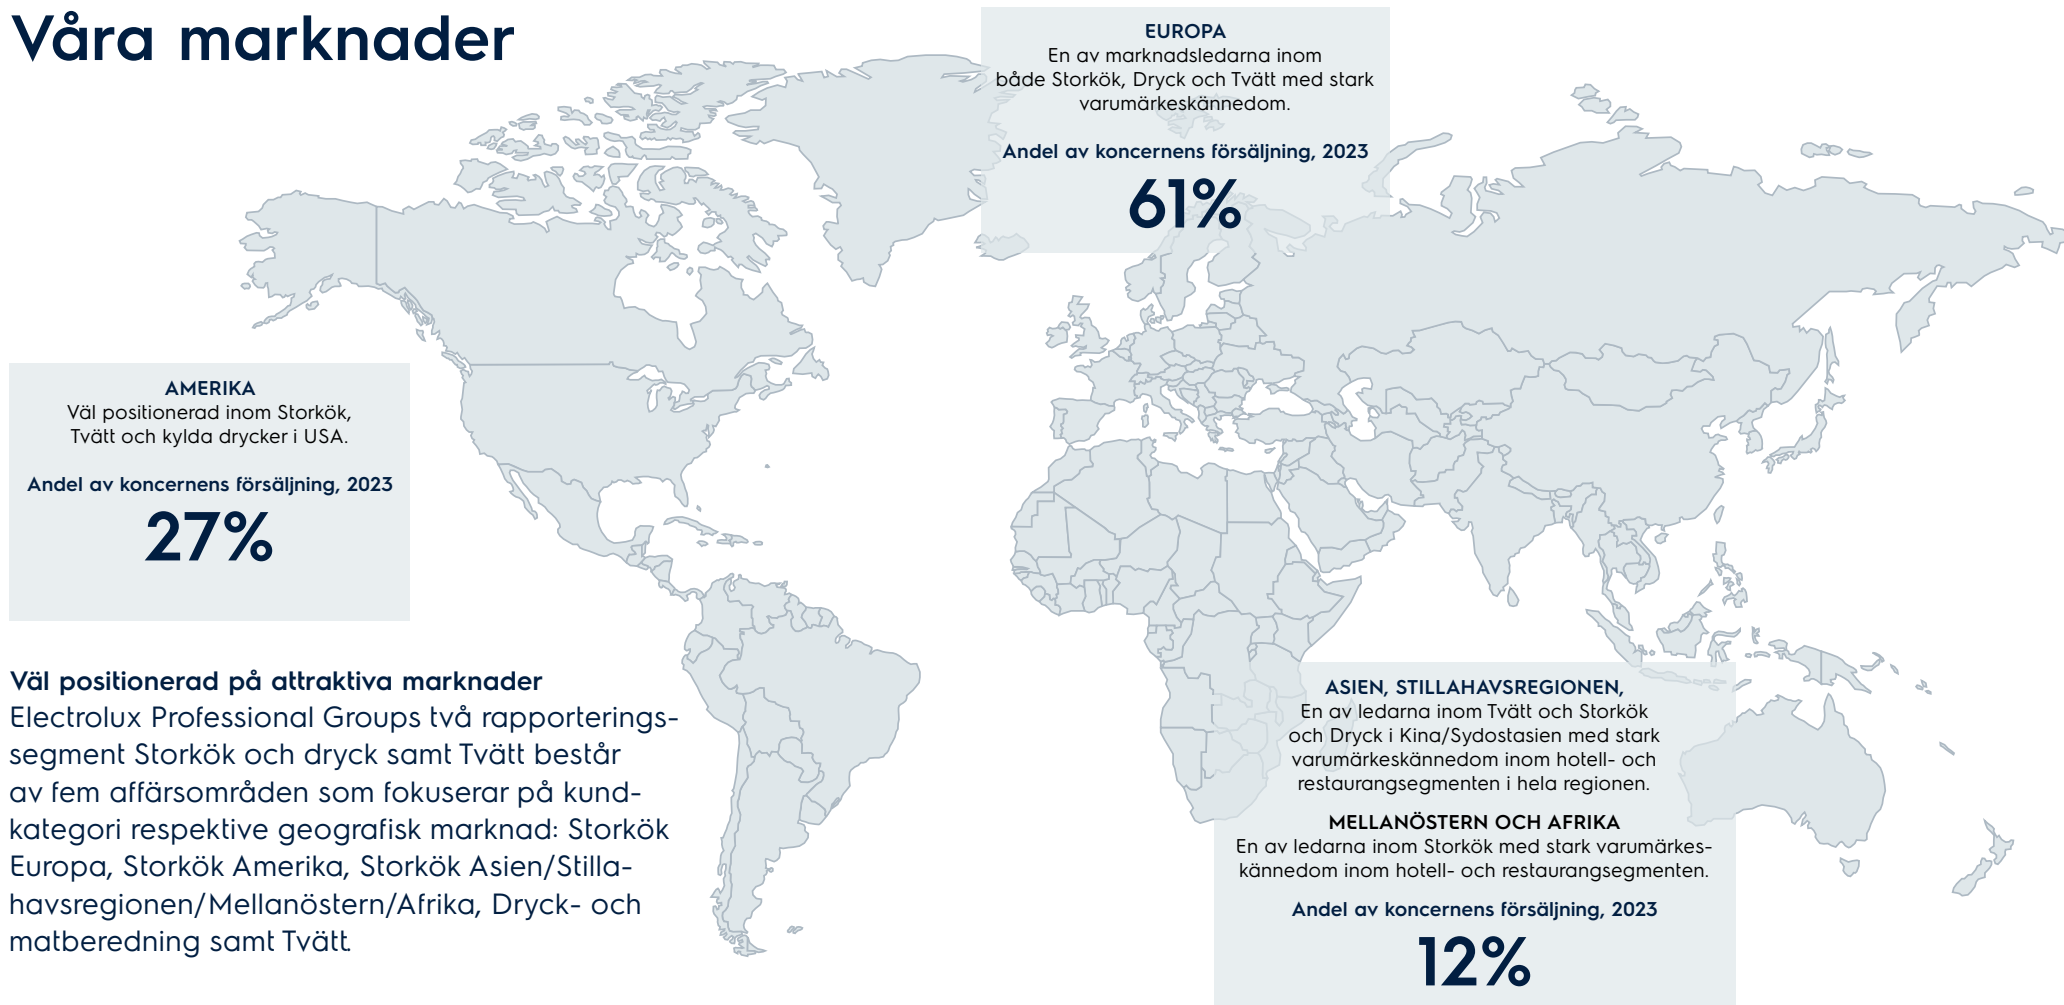 Våra marknader
EUROPA
En av marknadsledarna inom
både Storkök, Dryck och Tvätt med stark
varumärkeskännedom.
Andel av koncernens försäljning, 2023
61%
AMERIKA
Väl positionerad inom Storkök,
Tvätt och kylda drycker i USA.
Andel av koncernens försäljning, 2023
27%
Väl positionerad på attraktiva marknader
Electrolux Professional Groups två rapporterings-
segment Storkök och dryck samt Tvätt består
av fem affärsområden som fokuserar på kund-
kategori respektive geografisk marknad: Storkök
Europa, Storkök Amerika, Storkök Asien/Stilla-
havsregionen/Mellanöstern/Afrika, Dryck- och
matberedning samt Tvätt.
ASIEN, STILLAHAVSREGIONEN,
En av ledarna inom Tvätt och Storkök
och Dryck i Kina/Sydostasien med stark
varumärkeskännedom inom hotell- och
restaurangsegmenten i hela regionen.
MELLANÖSTERN OCH AFRIKA
En av ledarna inom Storkök med stark varumärkes-
kännedom inom hotell- och restaurangsegmenten.
Andel av koncernens försäljning, 2023
12%